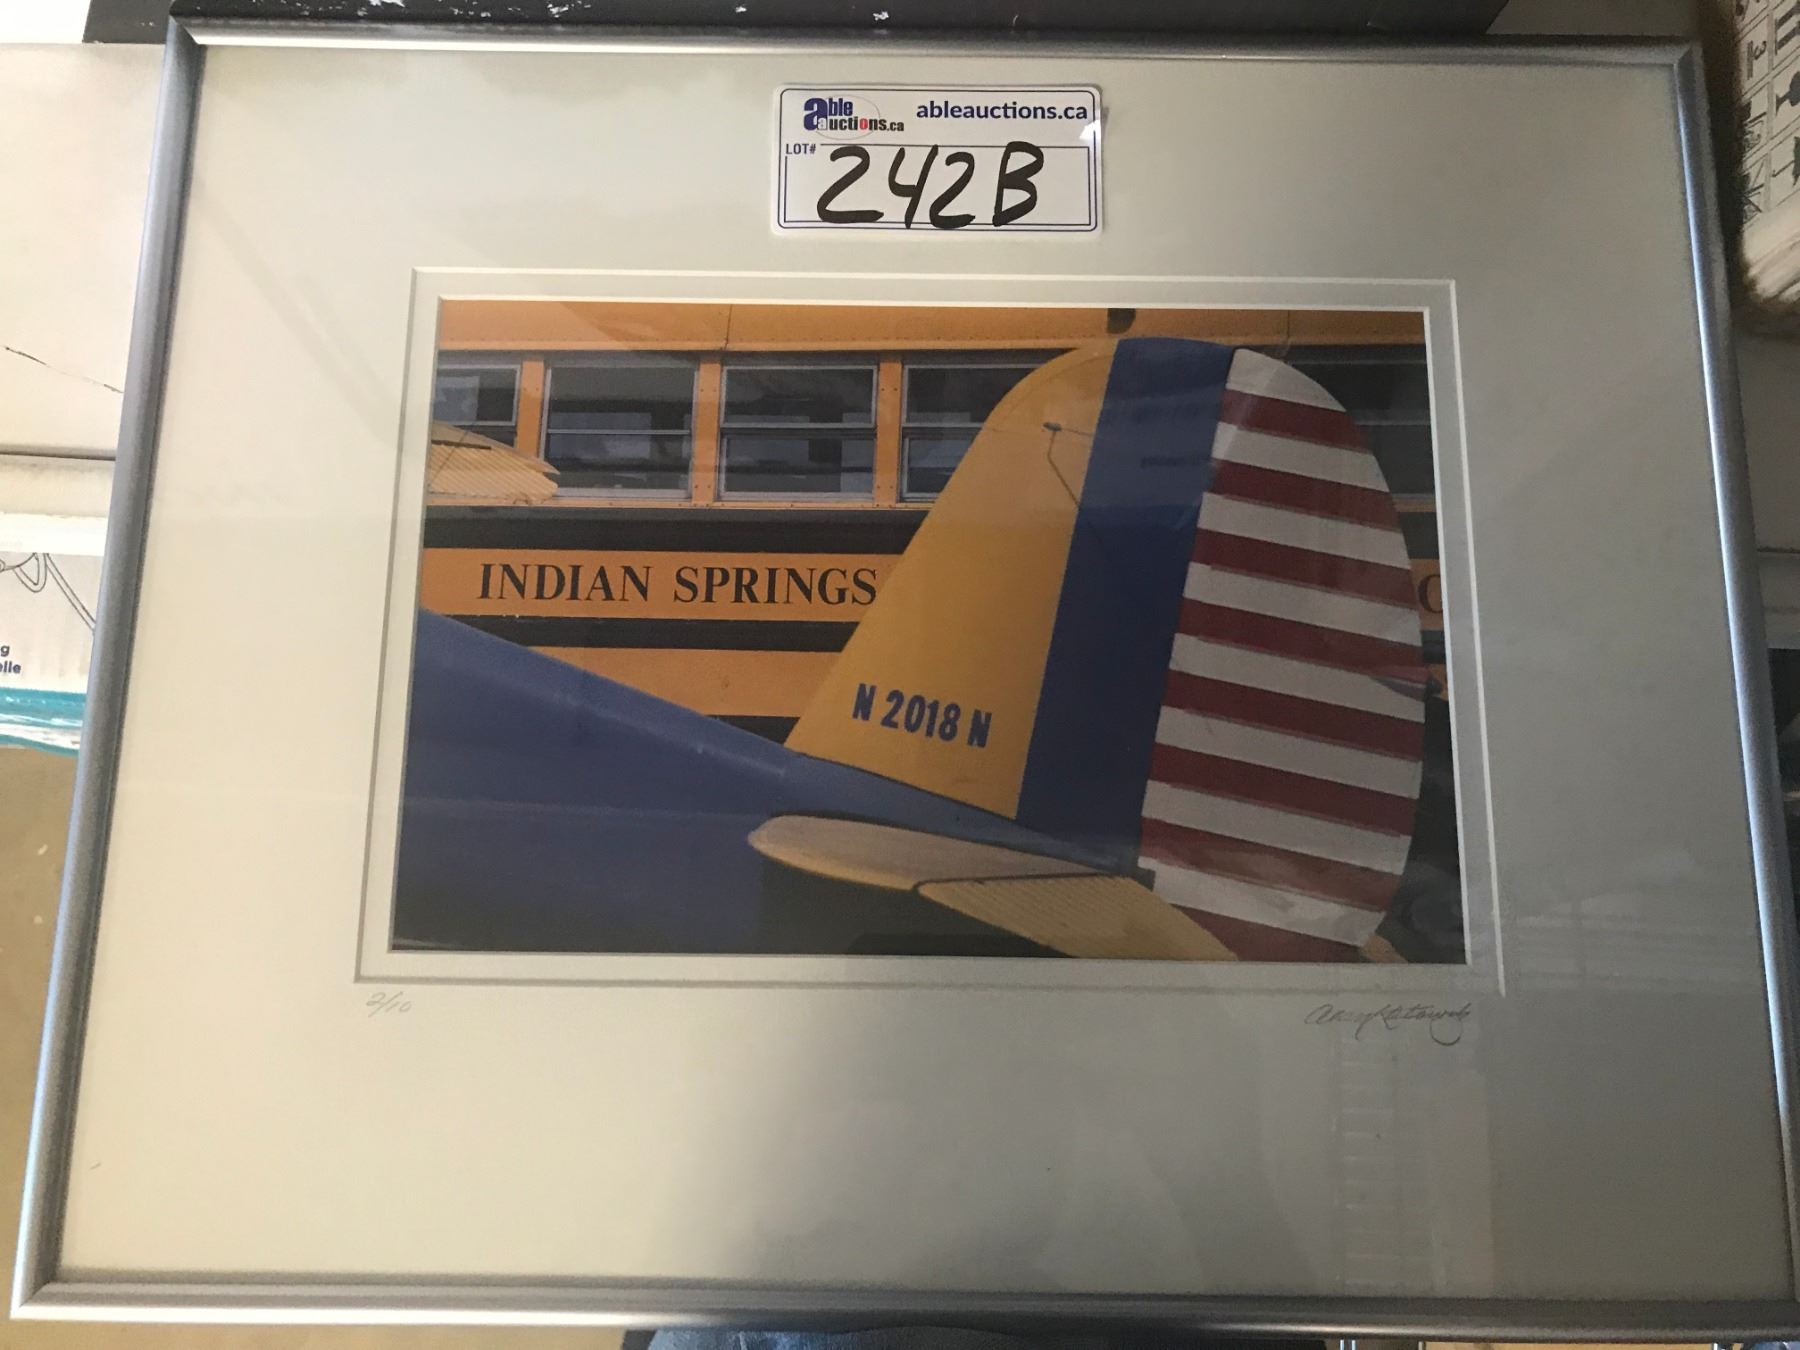 able auctions.ca ableauctions.ca
LOT# 242B
INDIAN SPRINGS
N 2018 N
2/10